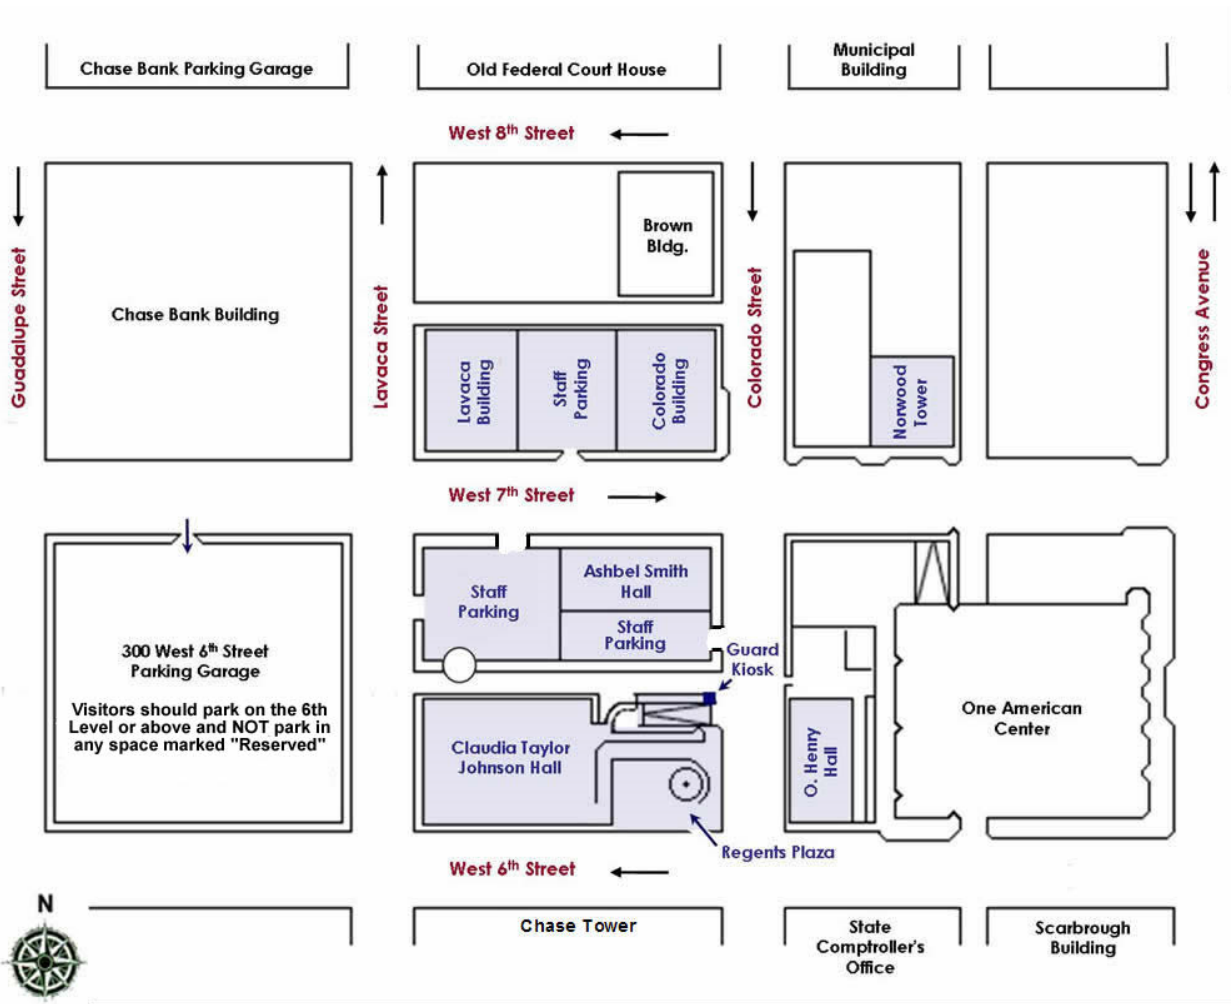 Chase Bank Parking Garage
Old Federal Court House
Municipal
Building
West 8th Street
Guadalupe Street
Chase Bank Building
Lavaca Street
Brown
Bldg.
Lavaca
Building
Staff
Parking
Colorado
Building
Colorado Street
Norwood
Tower
Congress Avenue
West 7th Street
300 West 6th Street
Parking Garage
Visitors should park on the 6th
Level or above and NOT park in
any space marked "Reserved"
Staff
Parking
Ashbel Smith
Hall
Staff
Parking
Guard
Kiosk
Claudia Taylor
Johnson Hall
O. Henry
Hall
One American
Center
Regents Plaza
West 6th Street
N
Chase Tower
State
Comptroller's
Office
Scarbrough
Building